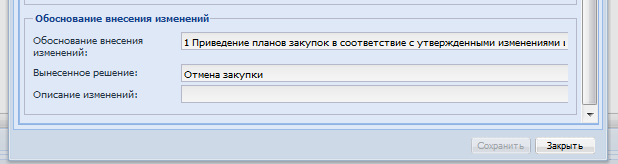 Обоснование внесения изменений
Обоснование внесения изменений: 1 Приведение планов закупок в соответствие с утвержденными изменениями
Вынесенное решение: Отмена закупки
Описание изменений:
Сохранить Закрыть